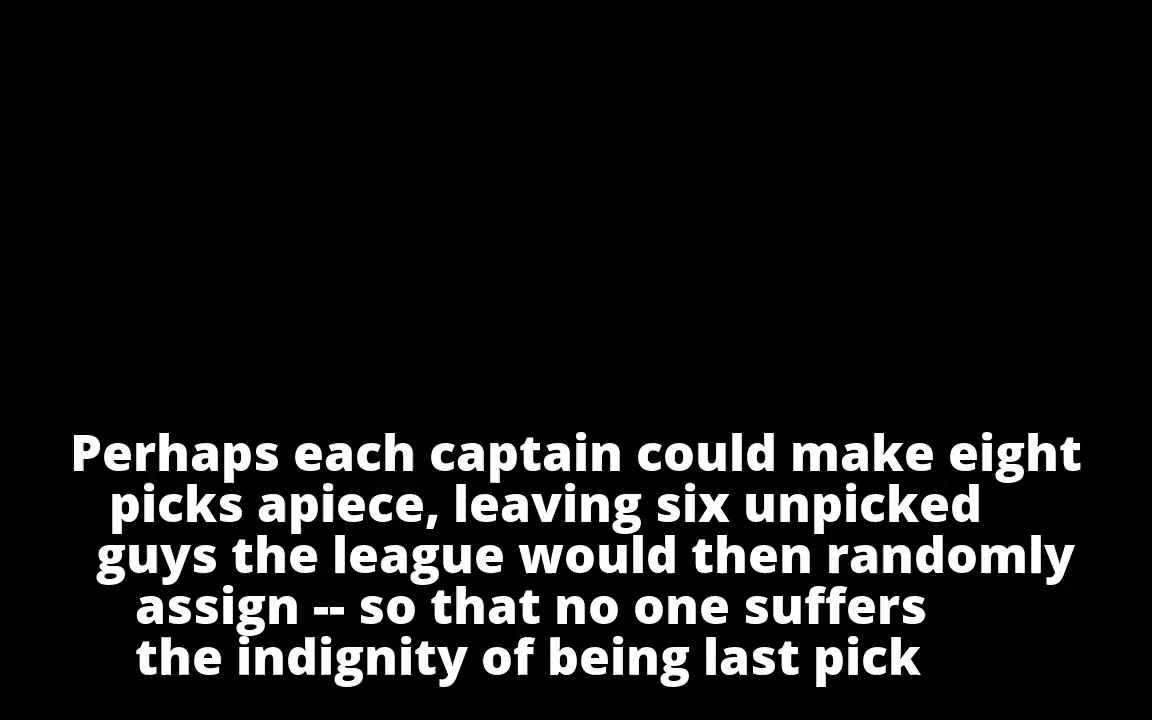 Perhaps each captain could make eight
picks apiece, leaving six unpicked
guys the league would then randomly
assign -- so that no one suffers
the indignity of being last pick